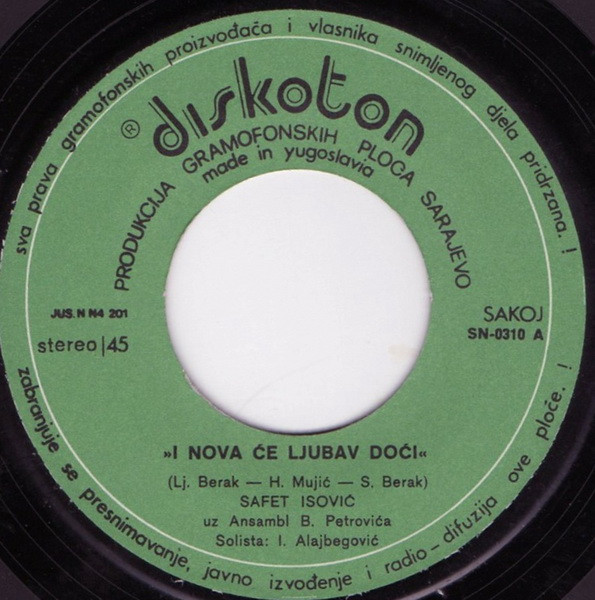 sva prava gramofonskih proizvođača i vlasnika snimljenog djela pridrzana. !
® diskoton
PRODUKCIJA GRAMOFONSKIH PLOČA SARAJEVO
made in yugoslavia
JUS. N N4 201
stereo|45
SAKOJ
SN-0310 A
»I NOVA ĆE LJUBAV DOĆI«
(Lj. Berak — H. Mujić — S. Berak)
SAFET ISOVIĆ
uz Ansambl B. Petrovića
Solista: I. Alajbegović
zabranjuje se presnimavanje, javno izvođenje i radio-difuzija ove ploče. !